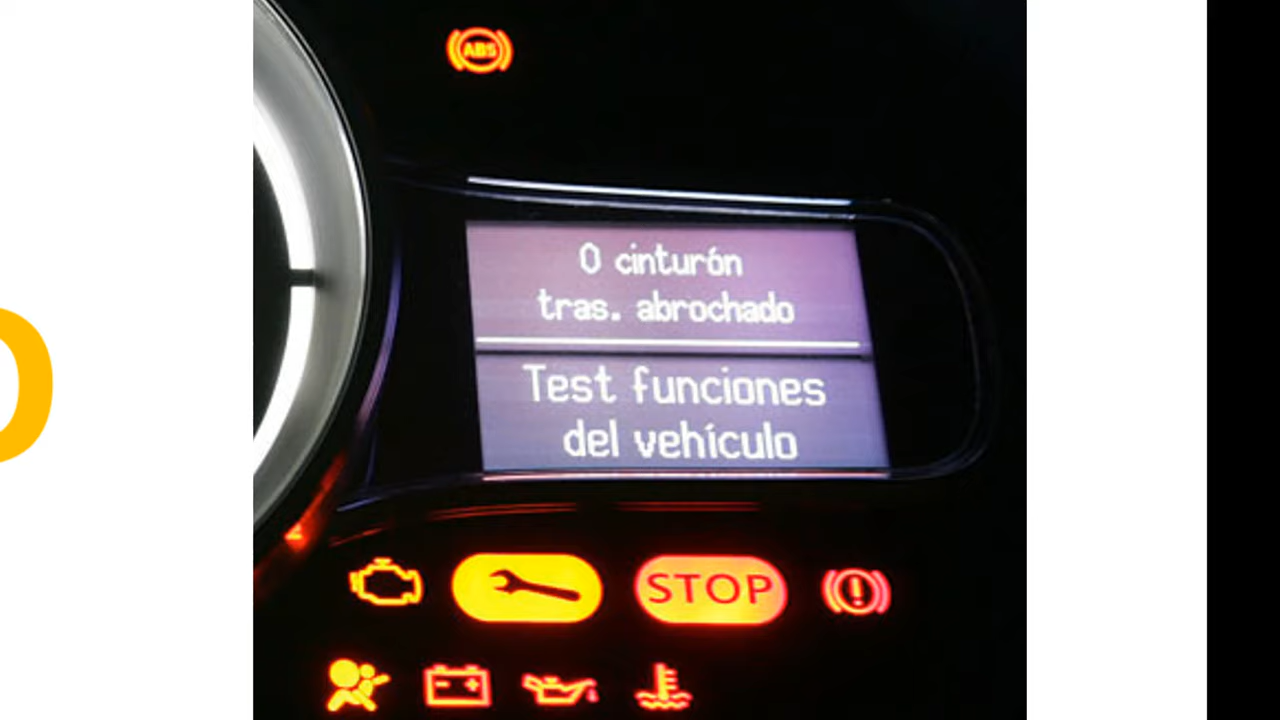 ABS
0 cinturón
tras. abrochado
Test funciones
del vehículo
STOP